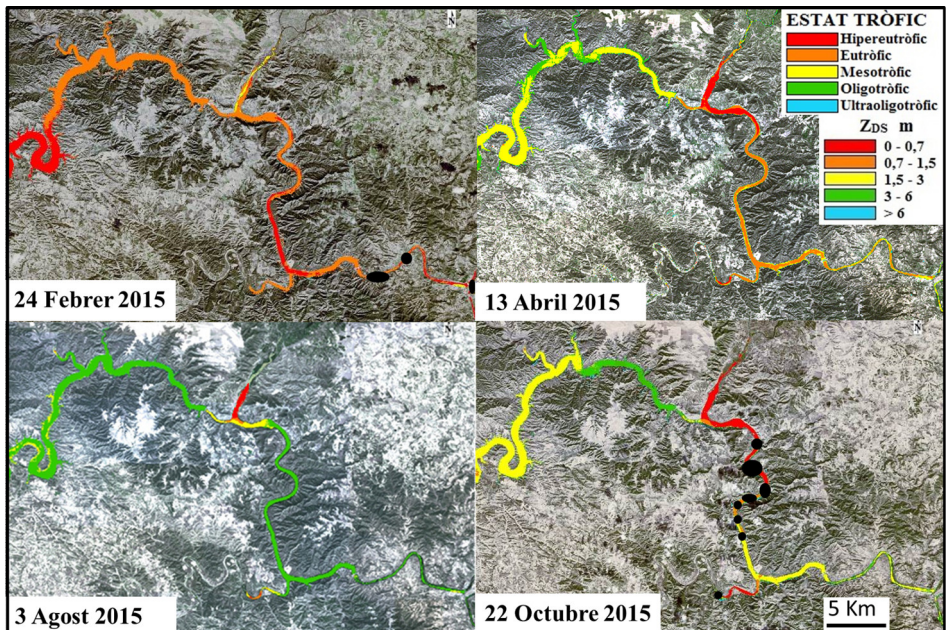 ESTAT TRÒFIC
Hipereutròfic
Eutròfic
Mesotròfic
Oligotròfic
Ultraoligotròfic
ZDS m
0 - 0,7
0,7 - 1,5
1,5 - 3
3 - 6
> 6
24 Febrer 2015
13 Abril 2015
3 Agost 2015
22 Octubre 2015
5 Km